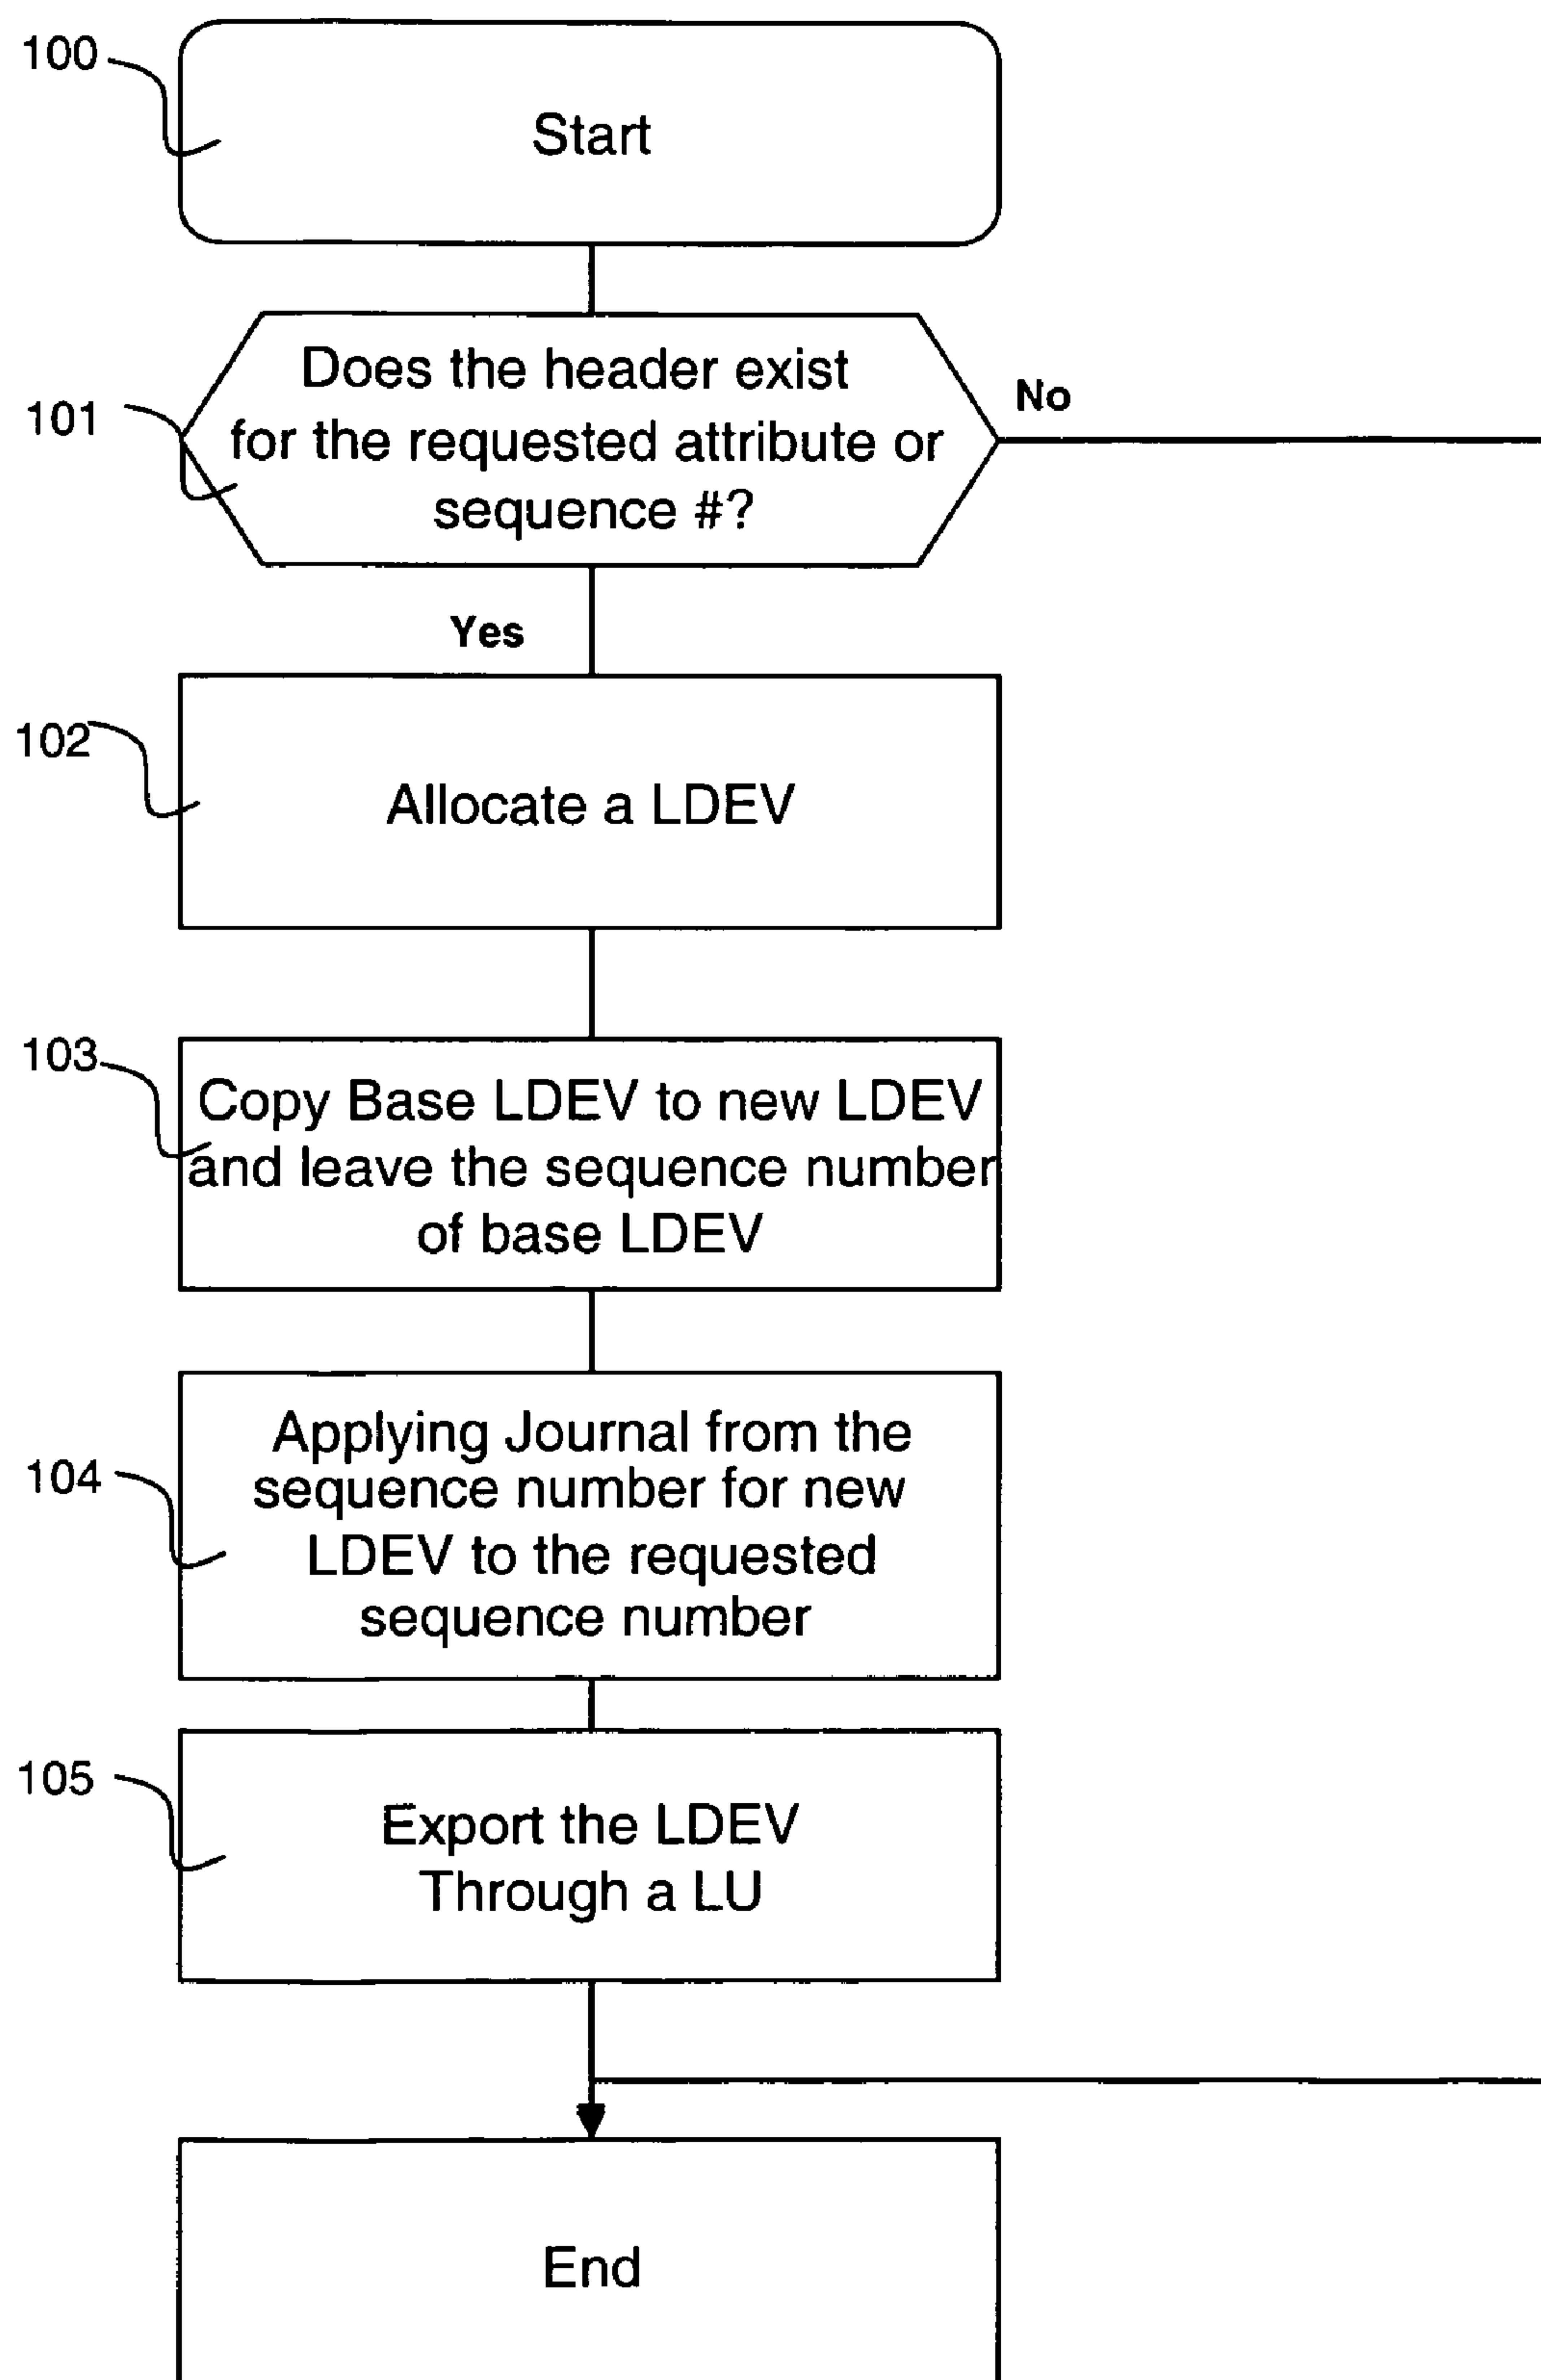 100
Start
101
Does the header exist
for the requested attribute or
sequence #?
No
Yes
102
Allocate a LDEV
103
Copy Base LDEV to new LDEV
and leave the sequence number
of base LDEV
104
Applying Journal from the
sequence number for new
LDEV to the requested
sequence number
105
Export the LDEV
Through a LU
End